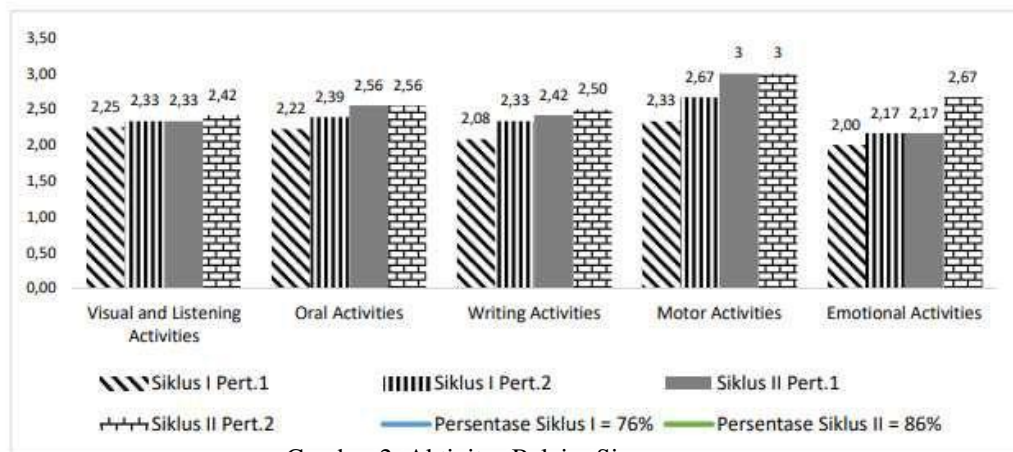 3,50
3,00
2,50
2,00
1,50
1,00
0,50
0,00
2,25 2,33 2,33 2,42
2,22 2,39 2,56 2,56
2,08 2,33 2,42 2,50
2,33 2,67 3 3
2,00 2,17 2,17 2,67
Visual and Listening
Activities
Oral Activities
Writing Activities
Motor Activities
Emotional Activities
Siklus I Pert.1
Siklus I Pert.2
Siklus II Pert.1
Siklus II Pert.2
Persentase Siklus I = 76%
Persentase Siklus II = 86%